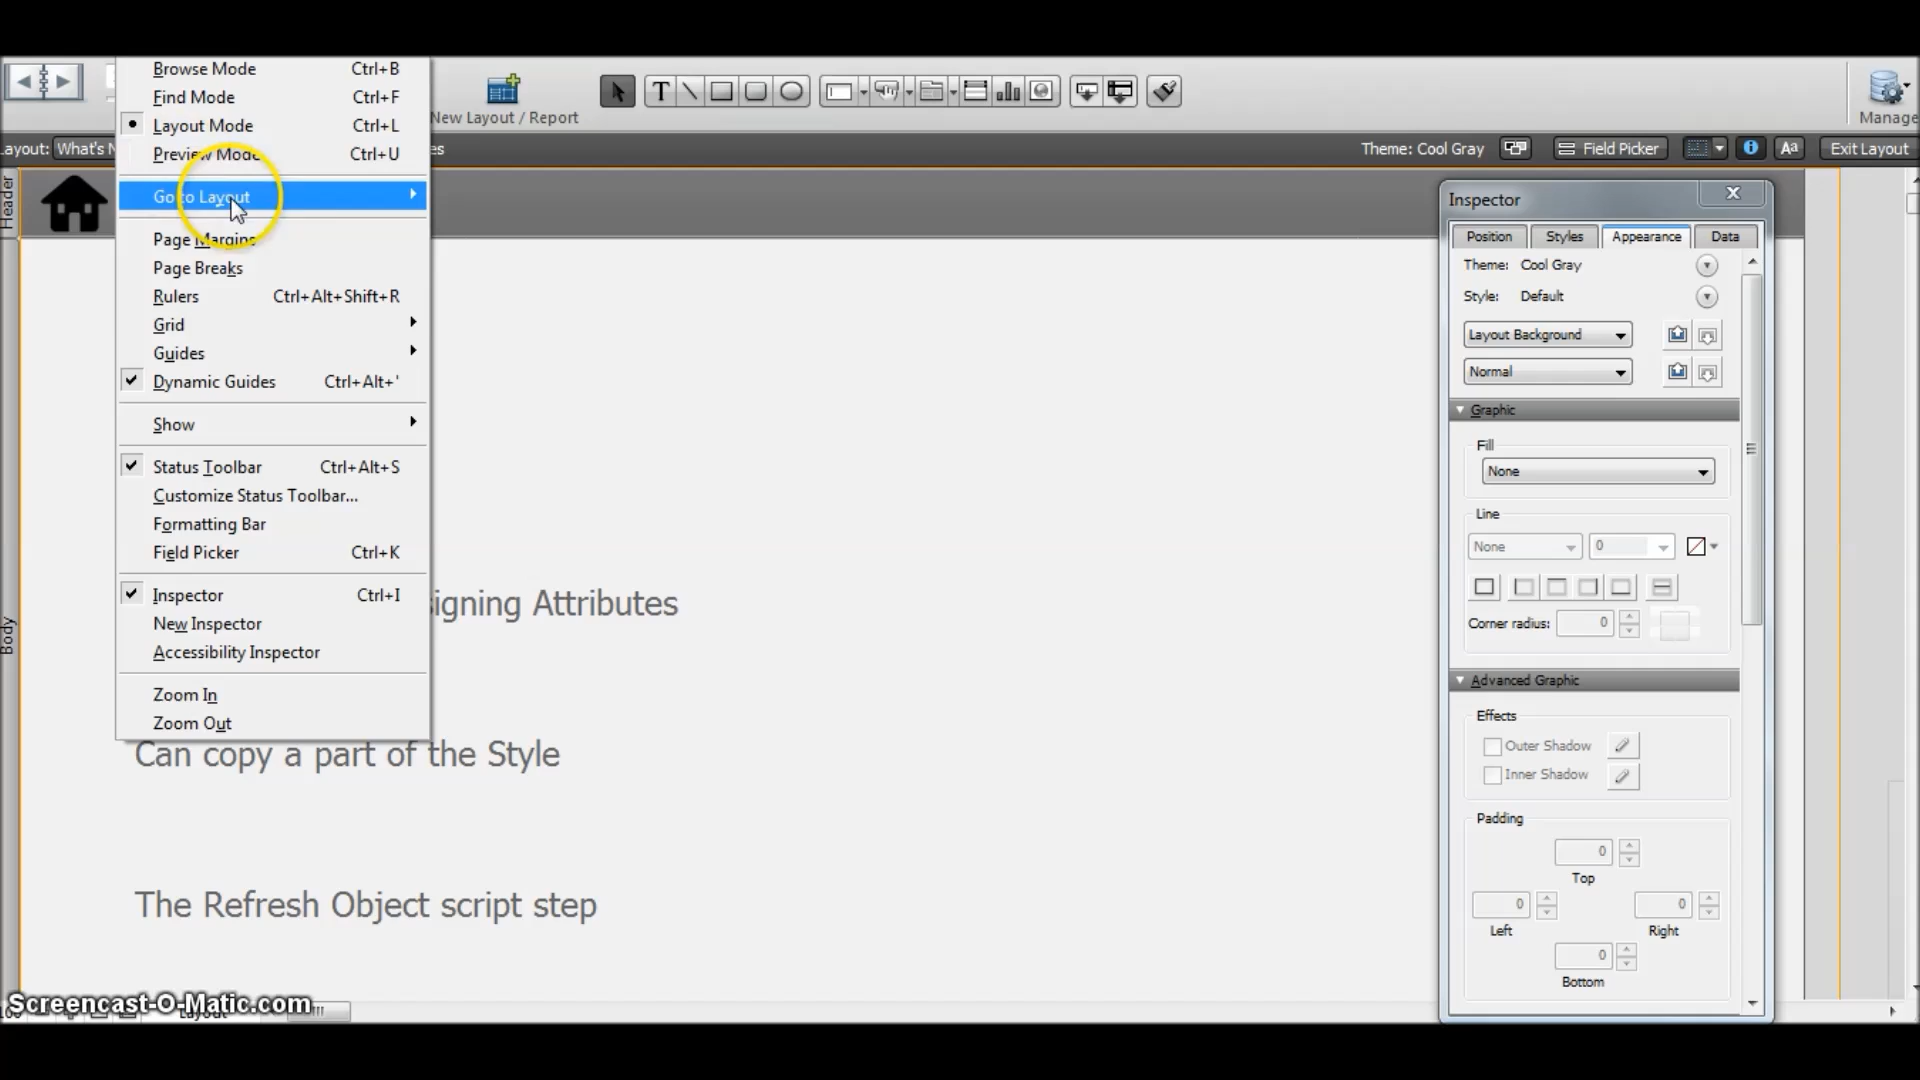 Browse Mode Ctrl+B
Find Mode Ctrl+F
Layout Mode Ctrl+L
Preview Mode Ctrl+U
Go to Layout
Page Margins
Page Breaks
Rulers Ctrl+Alt+Shift+R
Grid
Guides
Dynamic Guides Ctrl+Alt+'
Show
Status Toolbar Ctrl+Alt+S
Customize Status Toolbar...
Formatting Bar
Field Picker Ctrl+K
Inspector Ctrl+I
New Inspector
Accessibility Inspector
Zoom In
Zoom Out
New Layout / Report
T
Manage
ayout: What's N
es
Theme: Cool Gray
Field Picker
Aa
Exit Layout
Header
Body
igning Attributes
Can copy a part of the Style
The Refresh Object script step
Inspector
Position Styles Appearance Data
Theme: Cool Gray
Style: Default
Layout Background
Normal
Graphic
Fill
None
Line
None 0
Corner radius: 0
Advanced Graphic
Effects
Outer Shadow
Inner Shadow
Padding
0
Top
0 0
Left Right
0
Bottom
Screencast-O-Matic.com
Layout